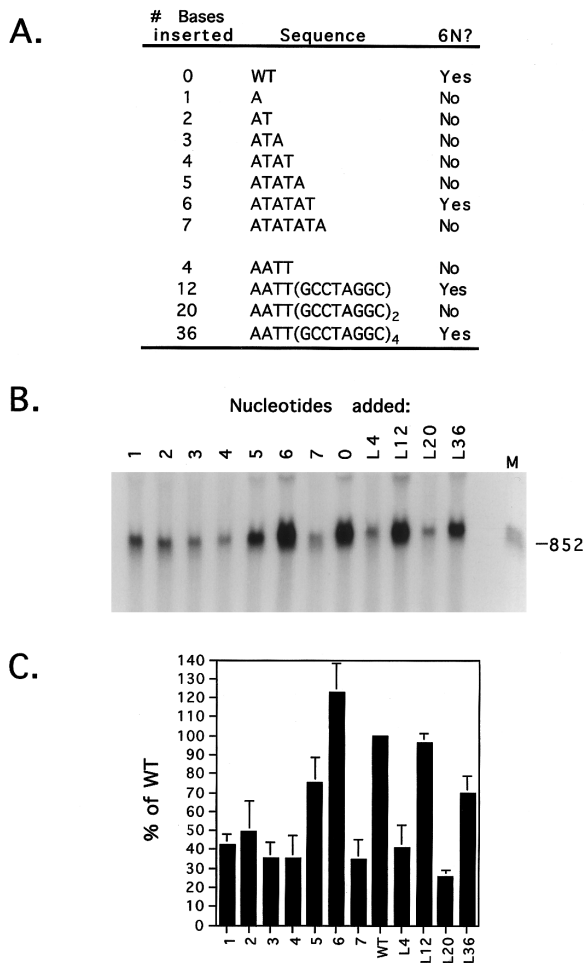 A.
# Bases inserted Sequence 6N?
0 WT Yes
1 A No
2 AT No
3 ATA No
4 ATAT No
5 ATATA No
6 ATATAT Yes
7 ATATATA No
4 AATT No
12 AATT(GCCTAGGC) Yes
20 AATT(GCCTAGGC)2 No
36 AATT(GCCTAGGC)4 Yes
B.
Nucleotides added:
1 2 3 4 5 6 7 0 L4 L12 L20 L36 M
–852
C.
% of WT
140
130
120
110
100
90
80
70
60
50
40
30
20
10
0
1 2 3 4 5 6 7 WT L4 L12 L20 L36